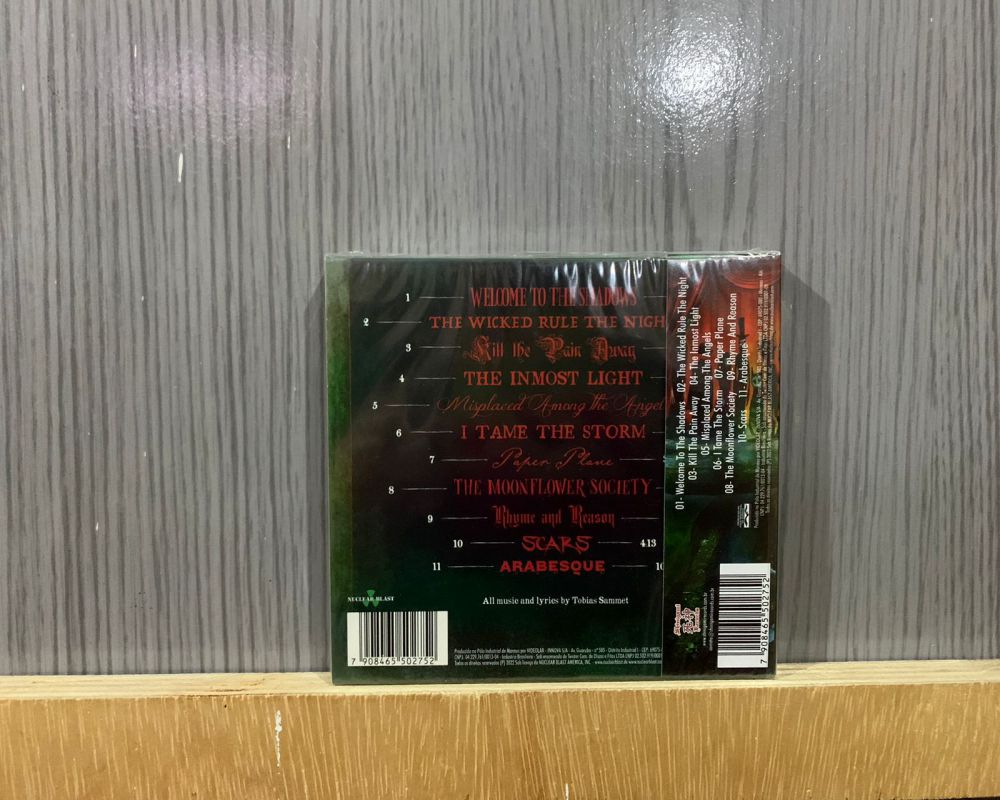 1 WELCOME TO THE SHADOWS
2 THE WICKED RULE THE NIGH
3 Kill the Pain Away
4 THE INMOST LIGHT
5 Misplaced Among the Angel
6 I TAME THE STORM
7 Paper Plane
8 THE MOONFLOWER SOCIETY
9 Rhyme and Reason
10 SCARS 4:13
11 ARABESQUE 10
All music and lyrics by Tobias Sammet
NUCLEAR BLAST
7 908465 502752
01- Welcome To The Shadows 02- The Wicked Rule The Night
03- Kill The Pain Away 04- The Inmost Light
05- Misplaced Among The Angels
06- I Tame The Storm 07- Paper Plane
08- The Moonflower Society 09- Rhyme And Reason
10- Scars 11- Arabesque
7 908465 502752